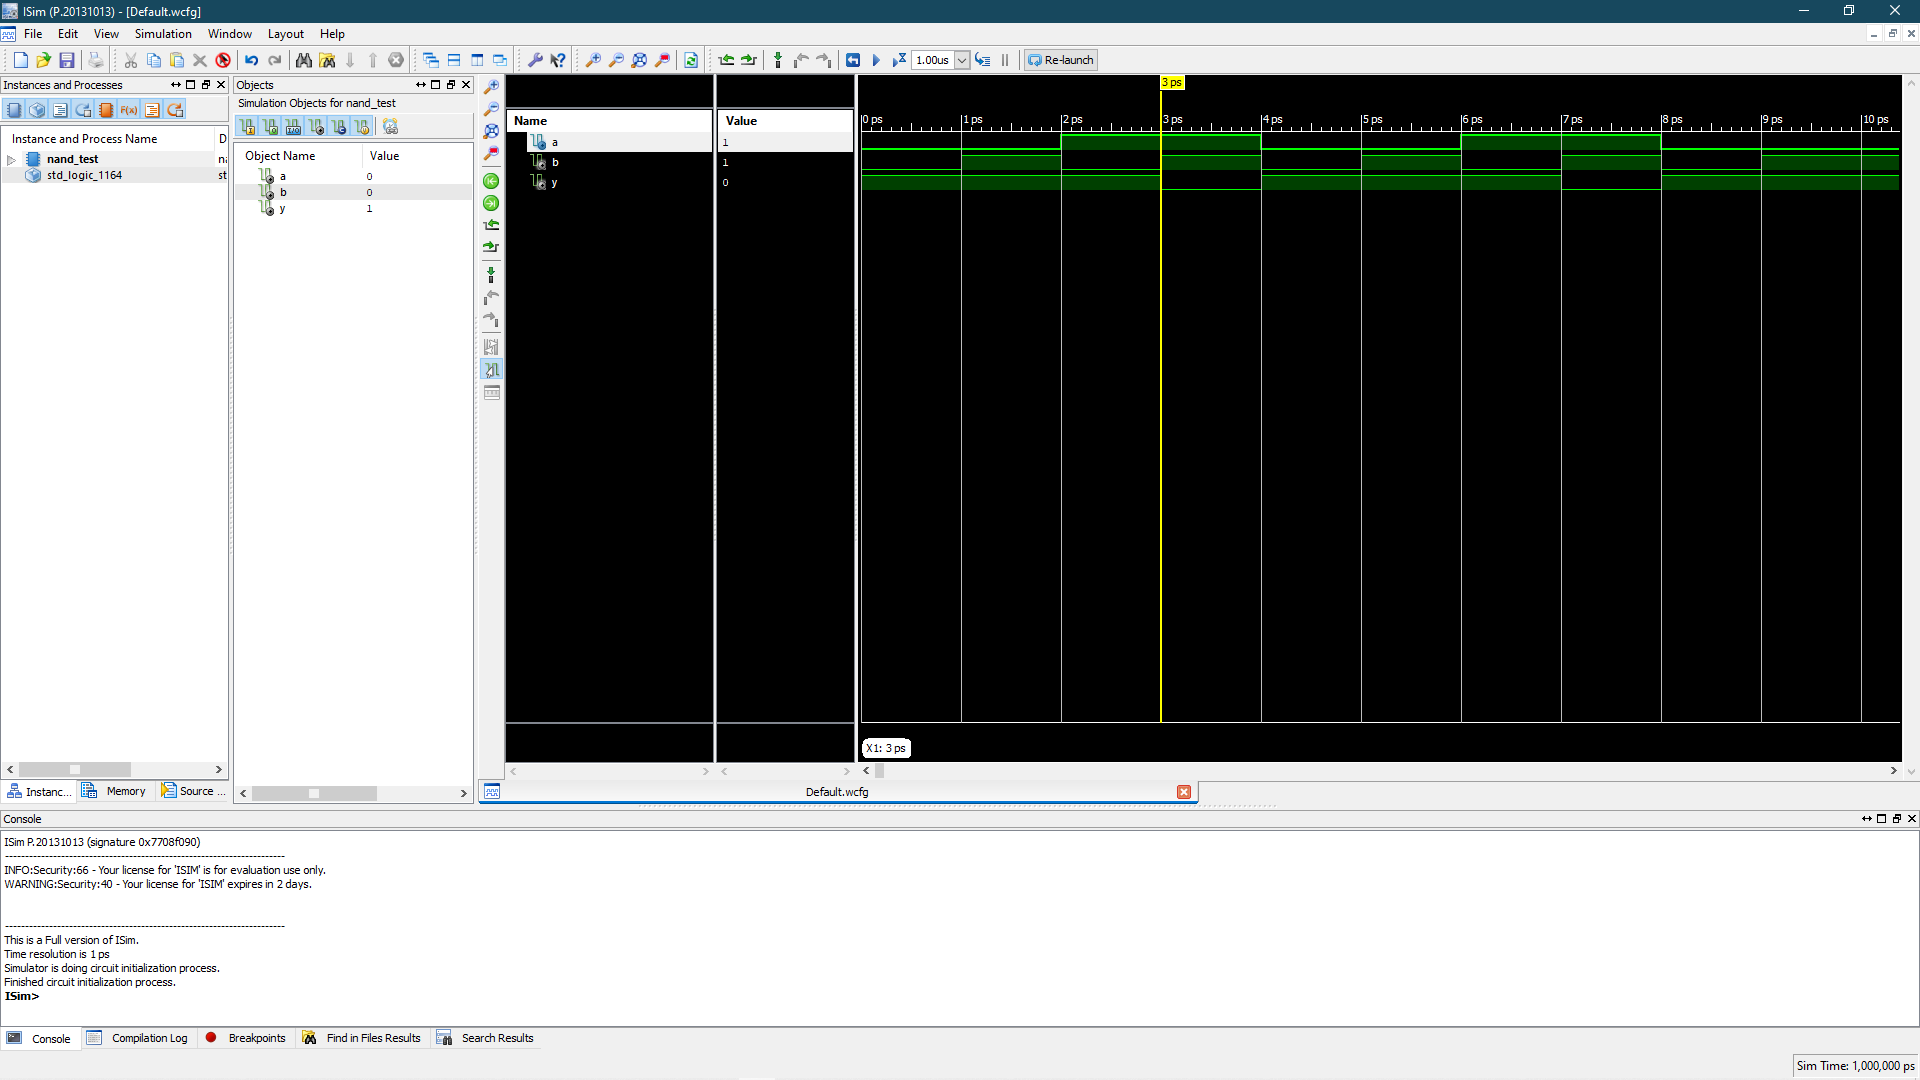 ISim (P.20131013) - [Default.wcfg]
File Edit View Simulation Window Layout Help
1.00us Re-launch
Instances and Processes
Objects
Simulation Objects for nand_test
Instance and Process Name D
nand_test
std_logic_1164 st
Object Name Value
a 0
b 0
y 1
Name Value
a 1
b 1
y 0
3 ps
0 ps 1 ps 2 ps 3 ps 4 ps 5 ps 6 ps 7 ps 8 ps 9 ps 10 ps
X1: 3 ps
Instanc... Memory Source ...
Default.wcfg
Console
ISim P.20131013 (signature 0x7708f090)
----------------------------------------------------------------------
INFO:Security:66 - Your license for 'ISIM' is for evaluation use only.
WARNING:Security:40 - Your license for 'ISIM' expires in 2 days.
----------------------------------------------------------------------
This is a Full version of ISim.
Time resolution is 1 ps
Simulator is doing circuit initialization process.
Finished circuit initialization process.
ISim>
Console Compilation Log Breakpoints Find in Files Results Search Results
Sim Time: 1,000,000 ps